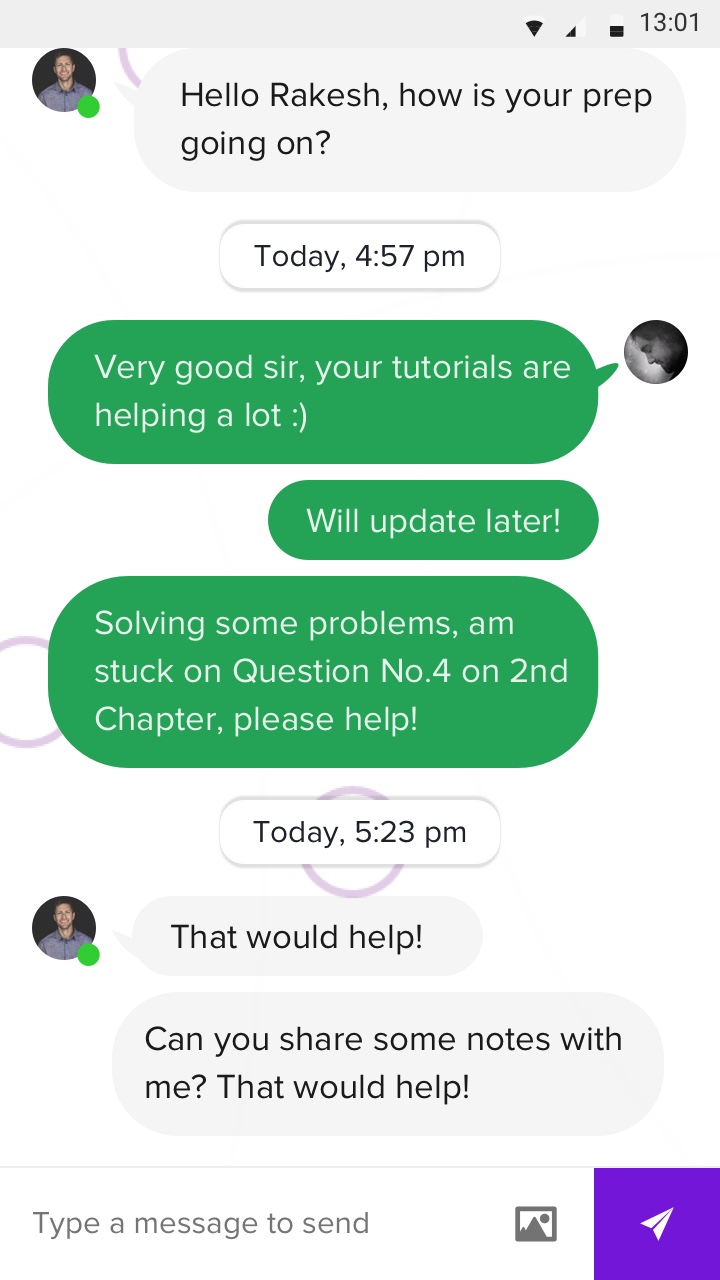 13:01
Hello Rakesh, how is your prep
going on?
Today, 4:57 pm
Very good sir, your tutorials are
helping a lot :)
Will update later!
Solving some problems, am
stuck on Question No.4 on 2nd
Chapter, please help!
Today, 5:23 pm
That would help!
Can you share some notes with
me? That would help!
Type a message to send